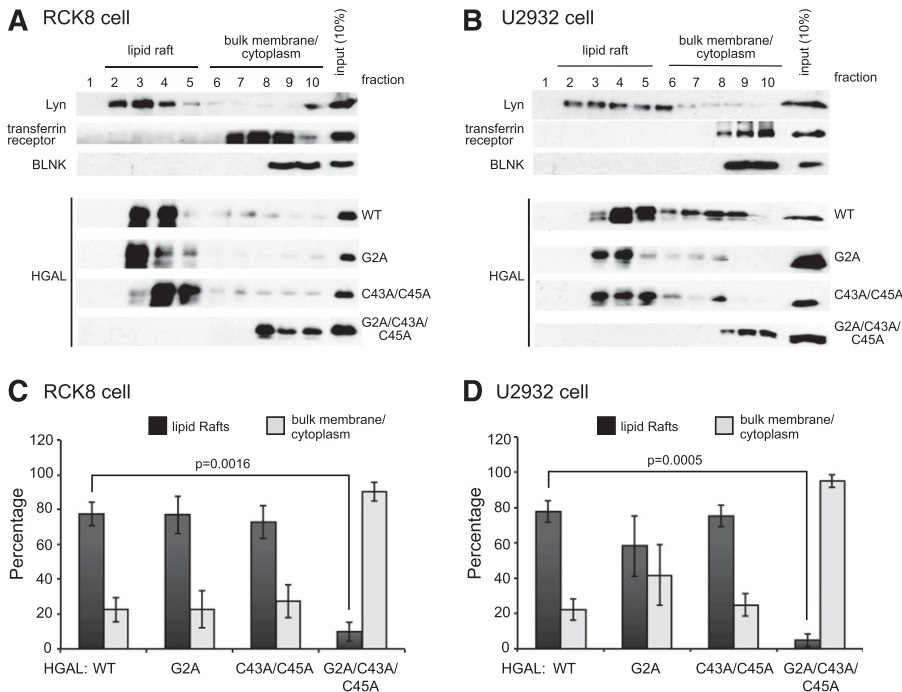 A RCK8 cell
lipid raft
bulk membrane/
cytoplasm
input (10%)
1 2 3 4 5 6 7 8 9 10 fraction
Lyn
transferrin
receptor
BLNK
HGAL
WT
G2A
C43A/C45A
G2A/C43A/
C45A
B U2932 cell
lipid raft
bulk membrane/
cytoplasm
input (10%)
1 2 3 4 5 6 7 8 9 10 fraction
Lyn
transferrin
receptor
BLNK
HGAL
WT
G2A
C43A/C45A
G2A/C43A/
C45A
C RCK8 cell
lipid Rafts
bulk membrane/
cytoplasm
Percentage
120
100
80
60
40
20
0
p=0.0016
HGAL: WT G2A C43A/C45A G2A/C43A/
C45A
D U2932 cell
lipid Rafts
bulk membrane/
cytoplasm
Percentage
120
100
80
60
40
20
0
p=0.0005
HGAL: WT G2A C43A/C45A G2A/C43A/
C45A